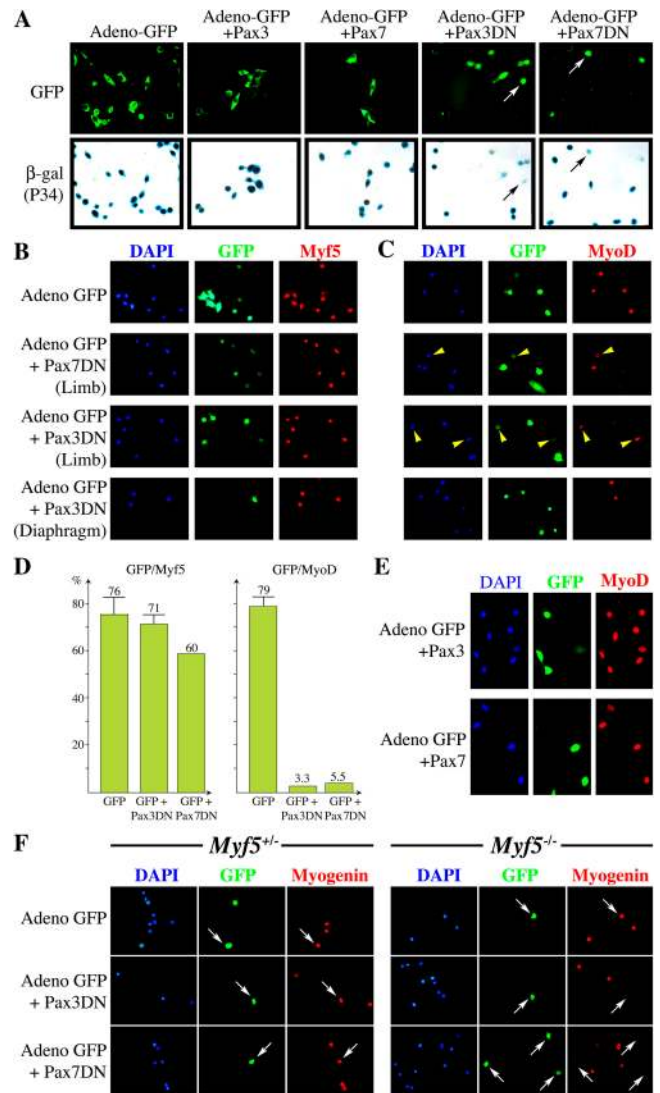 A
Adeno-GFP
Adeno-GFP
+Pax3
Adeno-GFP
+Pax7
Adeno-GFP
+Pax3DN
Adeno-GFP
+Pax7DN
GFP
β-gal
(P34)
B
DAPI
GFP
Myf5
C
DAPI
GFP
MyoD
Adeno GFP
Adeno GFP
+ Pax7DN
(Limb)
Adeno GFP
+ Pax3DN
(Limb)
Adeno GFP
+ Pax3DN
(Diaphragm)
D
GFP/Myf5
%
80
60
40
20
76
71
60
GFP
GFP +
Pax3DN
GFP +
Pax7DN
GFP/MyoD
79
3.3
5.5
GFP
GFP +
Pax3DN
GFP +
Pax7DN
E
DAPI
GFP
MyoD
Adeno GFP
+Pax3
Adeno GFP
+Pax7
F
Myf5+/-
Myf5-/-
DAPI
GFP
Myogenin
DAPI
GFP
Myogenin
Adeno GFP
Adeno GFP
+ Pax3DN
Adeno GFP
+ Pax7DN